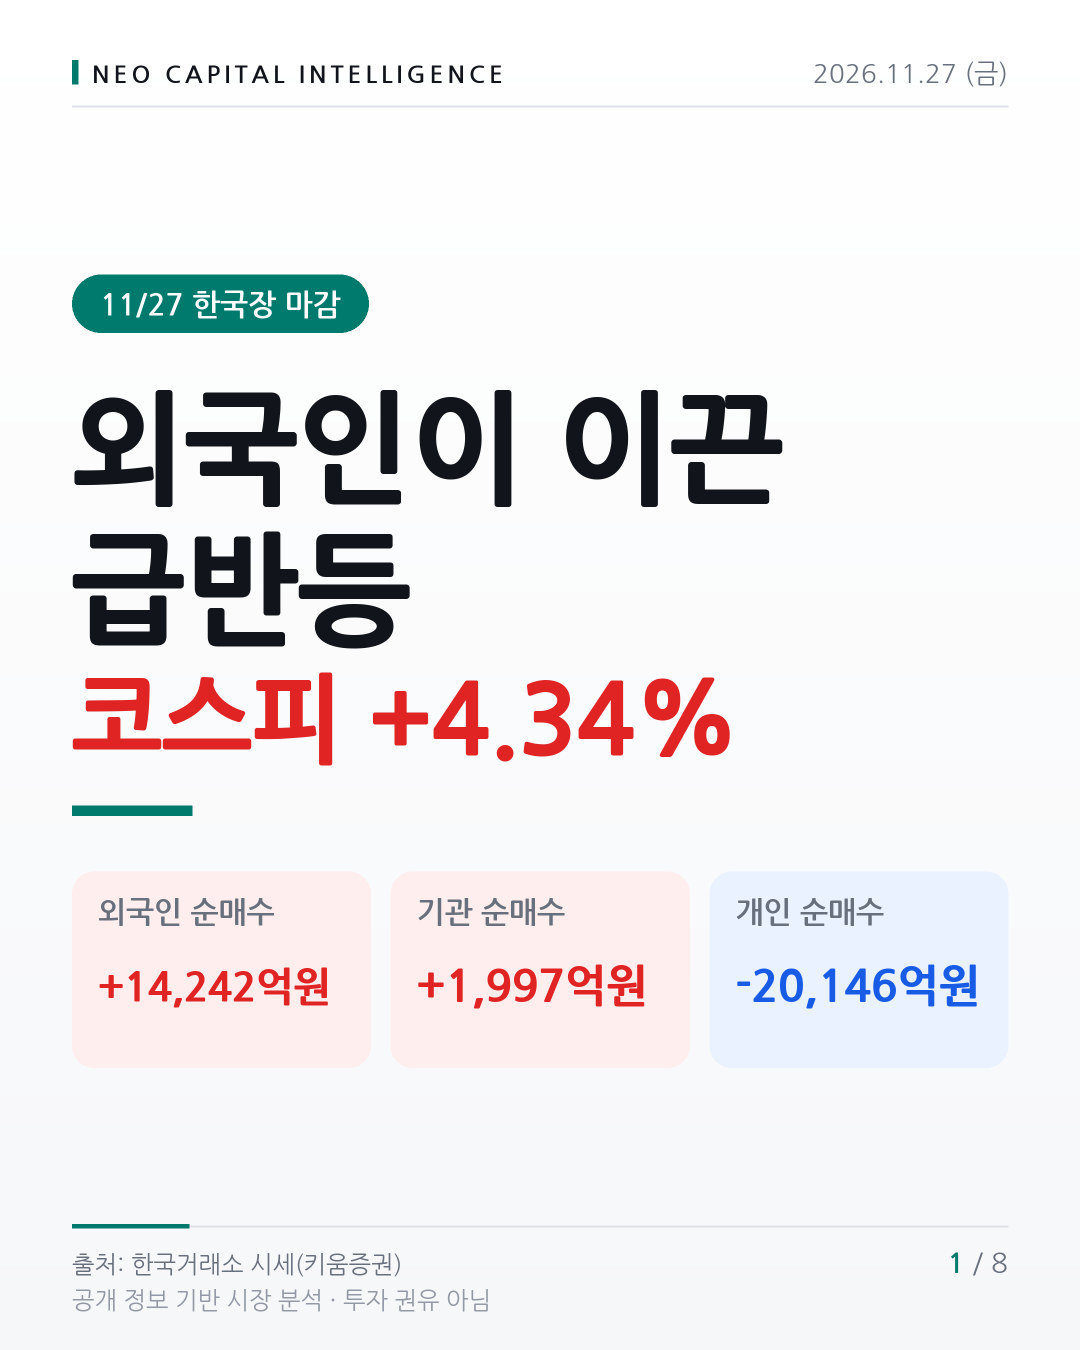 NEO CAPITAL INTELLIGENCE
2026.11.27 (금)
11/27 한국장 마감
외국인이 이끈
급반등
코스피 +4.34%
외국인 순매수
+14,242억원
기관 순매수
+1,997억원
개인 순매수
-20,146억원
출처: 한국거래소 시세(키움증권)
1 / 8
공개 정보 기반 시장 분석 · 투자 권유 아님